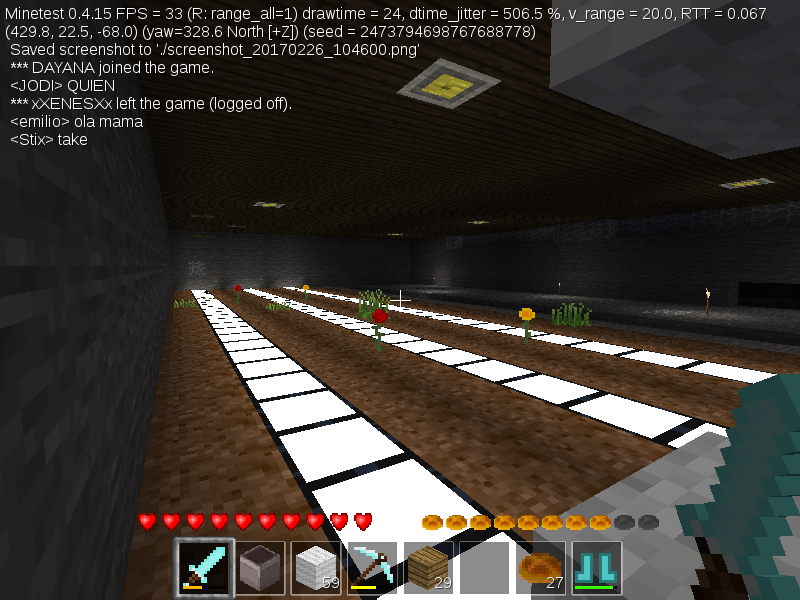 Minetest 0.4.15 FPS = 33 (R: range_all=1) drawtime = 24, dtime_jitter = 506.5 %, v_range = 20.0, RTT = 0.067
(429.8, 22.5, -68.0) (yaw=328.6 North [+Z]) (seed = 2473794698767688778)
Saved screenshot to './screenshot_20170226_104600.png'
*** DAYANA joined the game.
<JODI> QUIEN
*** xXENESXx left the game (logged off).
<emilio> ola mama
<Stix> take
59 29 27